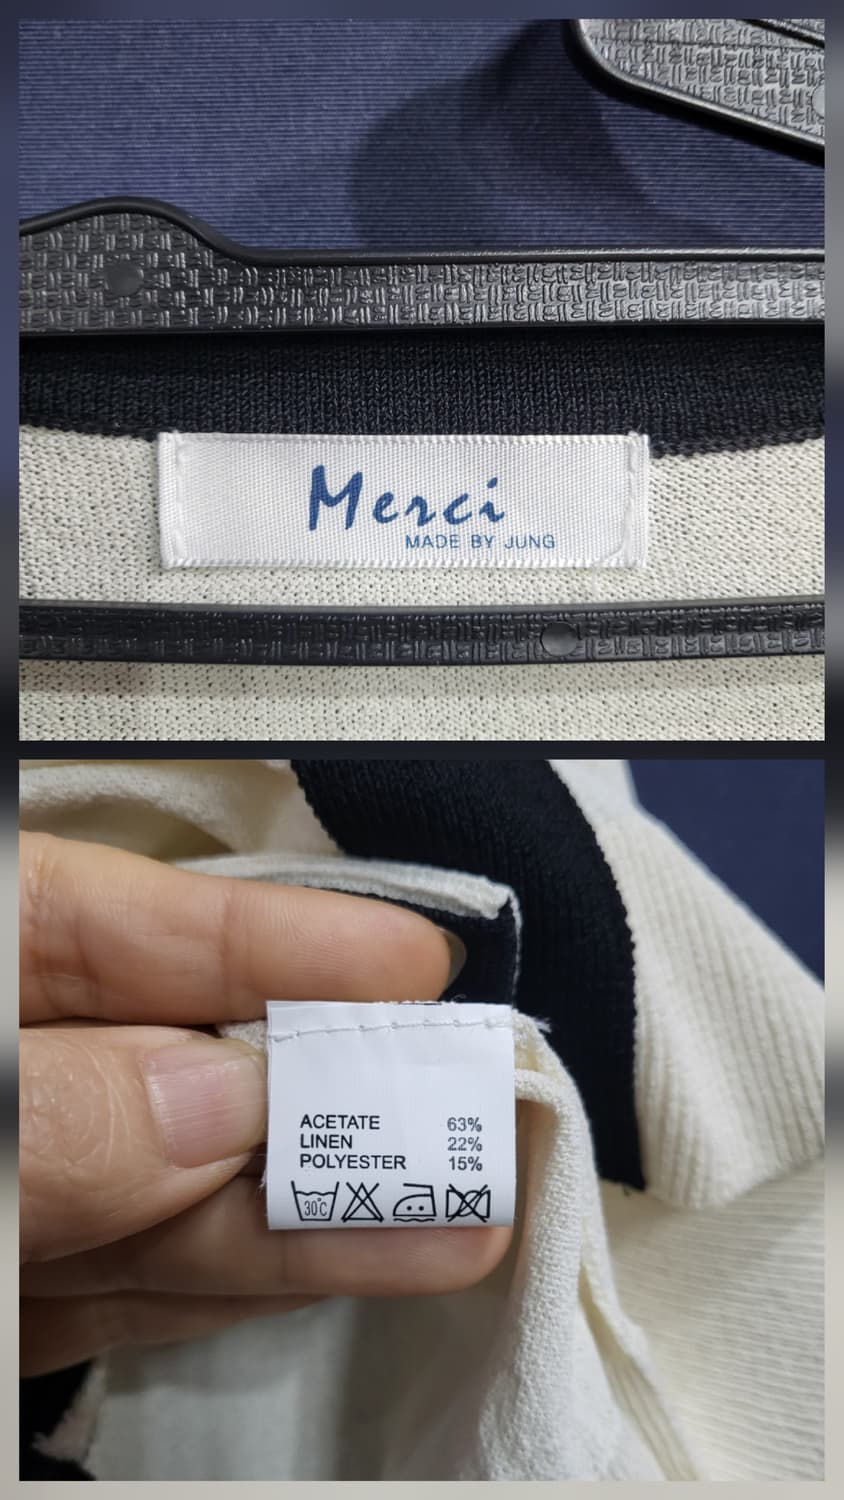 Merci
MADE BY JUNG
ACETATE 63%
LINEN 22%
POLYESTER 15%
30°C